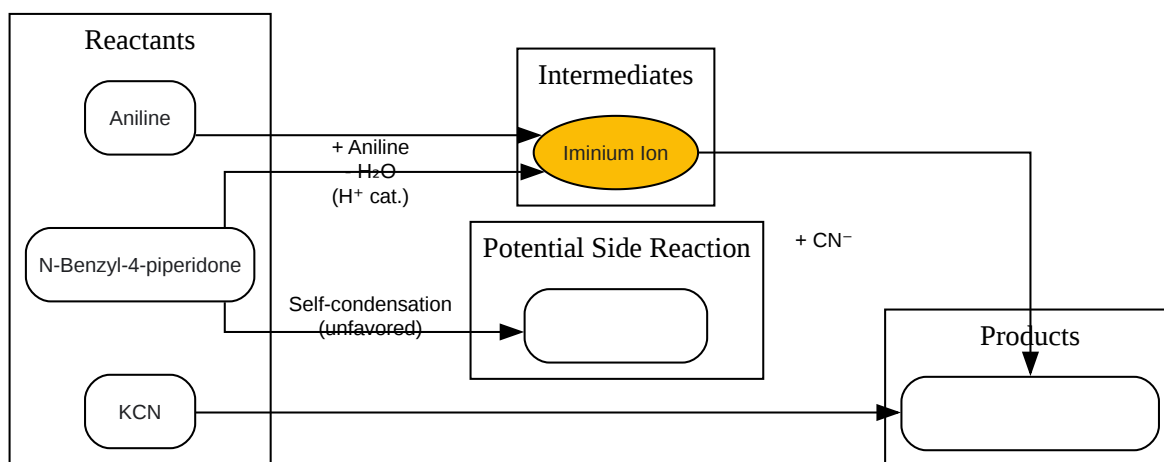 Reactants
Aniline
N-Benzyl-4-piperidone
KCN
+ Aniline
- H₂O
(H⁺ cat.)
Self-condensation
(unfavored)
Intermediates
Iminium Ion
Potential Side Reaction
+ CN⁻
Products